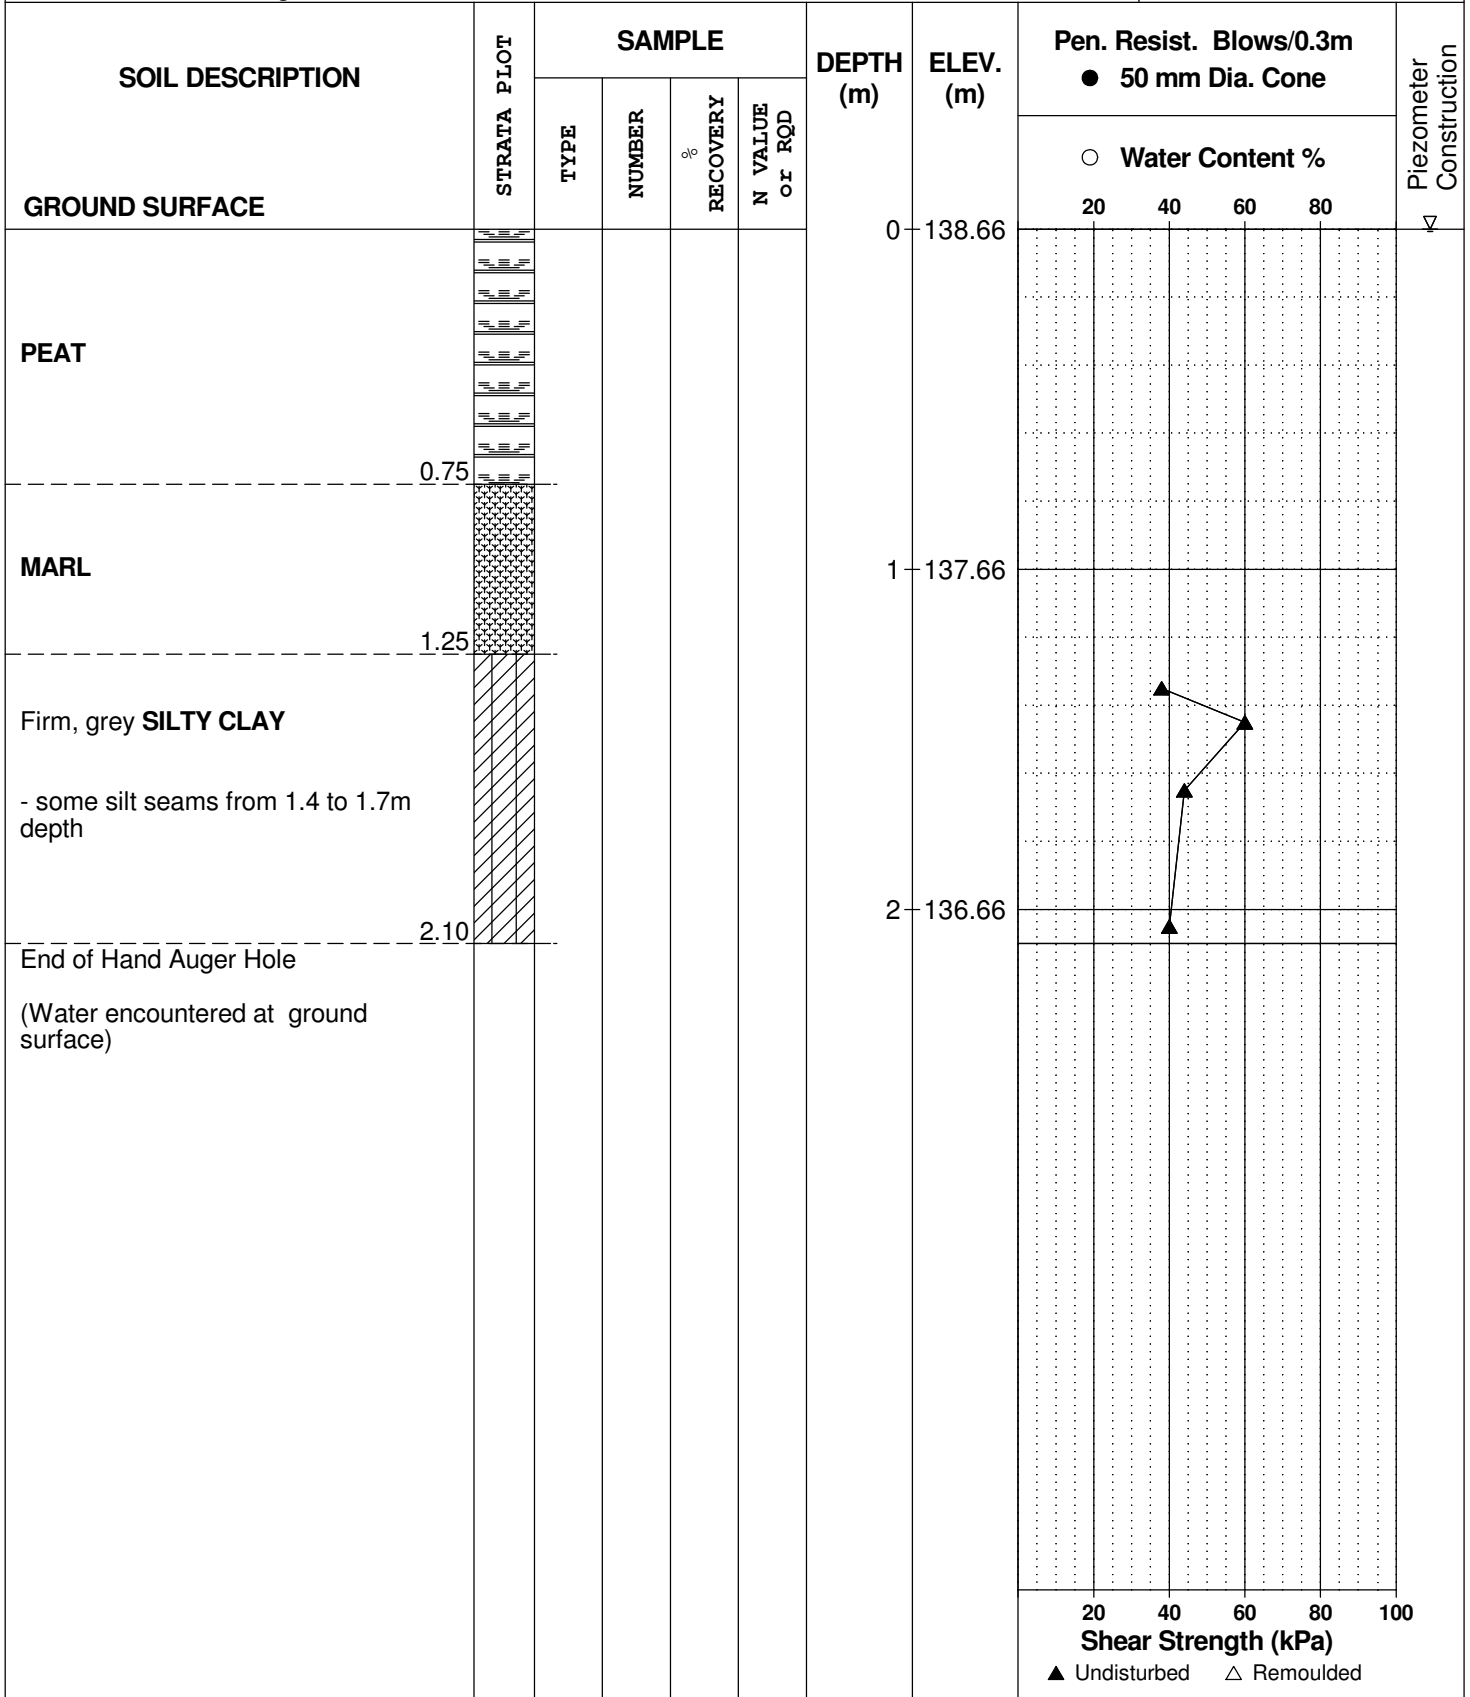 SOIL DESCRIPTION
GROUND SURFACE
STRATA PLOT
SAMPLE
TYPE
NUMBER
% RECOVERY
N VALUE
or RQD
DEPTH
(m)
ELEV.
(m)
Pen. Resist. Blows/0.3m
● 50 mm Dia. Cone
○ Water Content %
20 40 60 80
Piezometer
Construction
0 138.66
PEAT
0.75
MARL
1 137.66
1.25
Firm, grey SILTY CLAY
- some silt seams from 1.4 to 1.7m
depth
2 136.66
2.10
End of Hand Auger Hole
(Water encountered at ground
surface)
20 40 60 80 100
Shear Strength (kPa)
▲ Undisturbed △ Remoulded